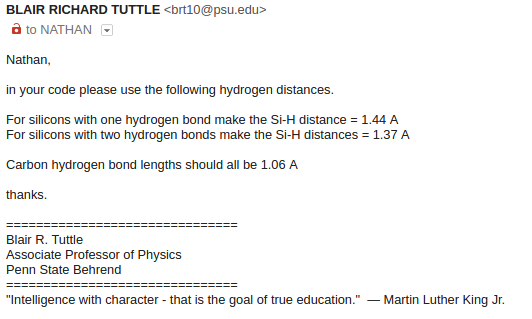 BLAIR RICHARD TUTTLE <brt10@psu.edu>
to NATHAN
Nathan,
in your code please use the following hydrogen distances.
For silicons with one hydrogen bond make the Si-H distance = 1.44 A
For silicons with two hydrogen bonds make the Si-H distances = 1.37 A
Carbon hydrogen bond lengths should all be 1.06 A
thanks.
===============================
Blair R. Tuttle
Associate Professor of Physics
Penn State Behrend
===============================
"Intelligence with character - that is the goal of true education."  — Martin Luther King Jr.